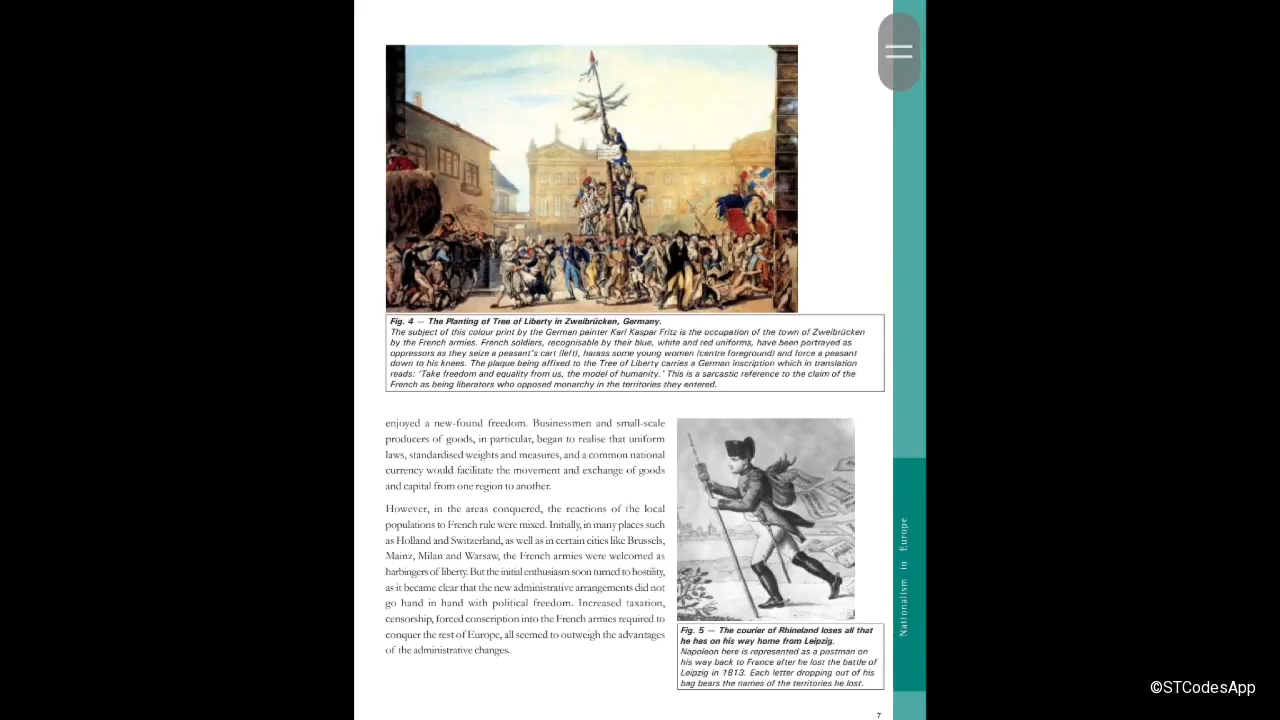 Fig. 4 — The Planting of Tree of Liberty in Zweibrücken, Germany.
The subject of this colour print by the German painter Karl Kaspar Fritz is the occupation of the town of Zweibrücken
by the French armies. French soldiers, recognisable by their blue, white and red uniforms, have been portrayed as
oppressors as they seize a peasant's cart (left), harass some young women (centre foreground) and force a peasant
down to his knees. The plaque being affixed to the Tree of Liberty carries a German inscription which in translation
reads: 'Take freedom and equality from us, the model of humanity.' This is a sarcastic reference to the claim of the
French as being liberators who opposed monarchy in the territories they entered.
enjoyed a new-found freedom. Businessmen and small-scale
producers of goods, in particular, began to realise that uniform
laws, standardised weights and measures, and a common national
currency would facilitate the movement and exchange of goods
and capital from one region to another.
However, in the areas conquered, the reactions of the local
populations to French rule were mixed. Initially, in many places such
as Holland and Switzerland, as well as in certain cities like Brussels,
Mainz, Milan and Warsaw, the French armies were welcomed as
harbingers of liberty. But the initial enthusiasm soon turned to hostility,
as it became clear that the new administrative arrangements did not
go hand in hand with political freedom. Increased taxation,
censorship, forced conscription into the French armies required to
conquer the rest of Europe, all seemed to outweigh the advantages
of the administrative changes.
Fig. 5 — The courier of Rhineland loses all that
he has on his way home from Leipzig.
Napoleon here is represented as a postman on
his way back to France after he lost the battle of
Leipzig in 1813. Each letter dropping out of his
bag bears the names of the territories he lost.
Nationalism in Europe
7
©STCodesApp